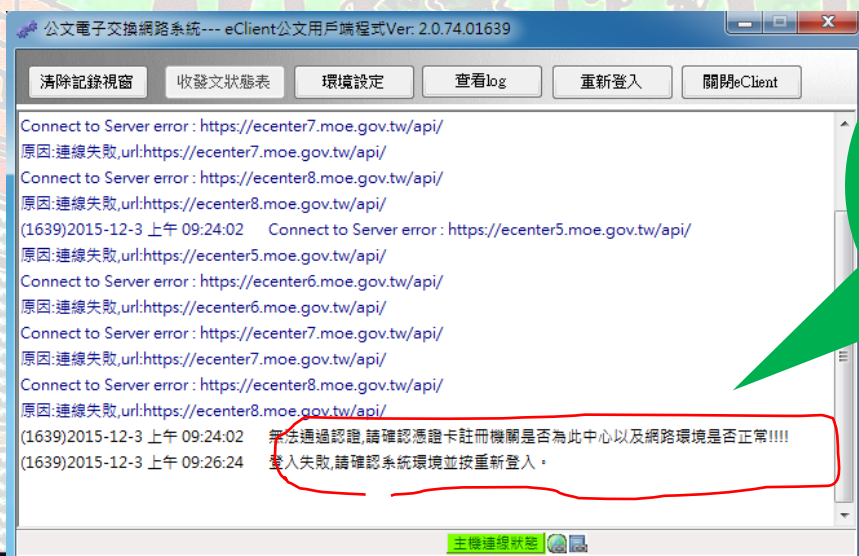 公文電子交換網路系統--- eClient公文用戶端程式Ver: 2.0.74.01639
清除記錄視窗 收發文狀態表 環境設定 查看log 重新登入 關閉eClient
Connect to Server error : https://ecenter7.moe.gov.tw/api/
原因:連線失敗,url:https://ecenter7.moe.gov.tw/api/
Connect to Server error : https://ecenter8.moe.gov.tw/api/
原因:連線失敗,url:https://ecenter8.moe.gov.tw/api/
(1639)2015-12-3 上午 09:24:02 Connect to Server error : https://ecenter5.moe.gov.tw/api/
原因:連線失敗,url:https://ecenter5.moe.gov.tw/api/
Connect to Server error : https://ecenter6.moe.gov.tw/api/
原因:連線失敗,url:https://ecenter6.moe.gov.tw/api/
Connect to Server error : https://ecenter7.moe.gov.tw/api/
原因:連線失敗,url:https://ecenter7.moe.gov.tw/api/
Connect to Server error : https://ecenter8.moe.gov.tw/api/
原因:連線失敗,url:https://ecenter8.moe.gov.tw/api/
(1639)2015-12-3 上午 09:24:02 無法通過認證,請確認憑證卡註冊機關是否為此中心以及網路環境是否正常!!!!
(1639)2015-12-3 上午 09:26:24 登入失敗,請確認系統環境並按重新登入。
主機連線狀態